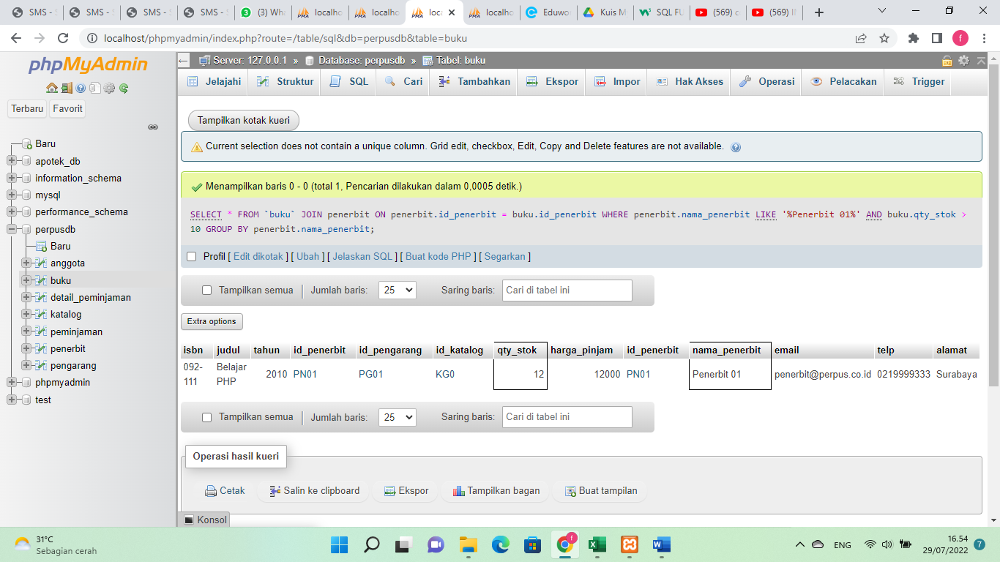 SMS -
SMS -
SMS -
SMS -
(3) Wha
localho
localho
loca
localho
Eduwo
Kuis M
SQL FU
(569) c
(569) I
localhost/phpmyadmin/index.php?route=/table/sql&db=perpusdb&table=buku
f
phpMyAdmin
Terbaru Favorit
Baru
apotek_db
information_schema
mysql
performance_schema
perpusdb
Baru
anggota
buku
detail_peminjaman
katalog
peminjaman
penerbit
pengarang
phpmyadmin
test
Server: 127.0.0.1 » Database: perpusdb » Tabel: buku
Jelajahi Struktur SQL Cari Tambahkan Ekspor Impor Hak Akses Operasi Pelacakan Trigger
Tampilkan kotak kueri
Current selection does not contain a unique column. Grid edit, checkbox, Edit, Copy and Delete features are not available.
Menampilkan baris 0 - 0 (total 1, Pencarian dilakukan dalam 0,0005 detik.)
SELECT * FROM `buku` JOIN penerbit ON penerbit.id_penerbit = buku.id_penerbit WHERE penerbit.nama_penerbit LIKE '%Penerbit 01%' AND buku.qty_stok >
10 GROUP BY penerbit.nama_penerbit;
Profil [ Edit dikotak ] [ Ubah ] [ Jelaskan SQL ] [ Buat kode PHP ] [ Segarkan ]
Tampilkan semua Jumlah baris: 25 Saring baris: Cari di tabel ini
Extra options
isbn judul tahun id_penerbit id_pengarang id_katalog qty_stok harga_pinjam id_penerbit nama_penerbit email telp alamat
092-111 Belajar PHP 2010 PN01 PG01 KG0 12 12000 PN01 Penerbit 01 penerbit@perpus.co.id 0219999333 Surabaya
Tampilkan semua Jumlah baris: 25 Saring baris: Cari di tabel ini
Operasi hasil kueri
Cetak Salin ke clipboard Ekspor Tampilkan bagan Buat tampilan
Konsol
31°C
Sebagian cerah
ENG
16.54
29/07/2022
7